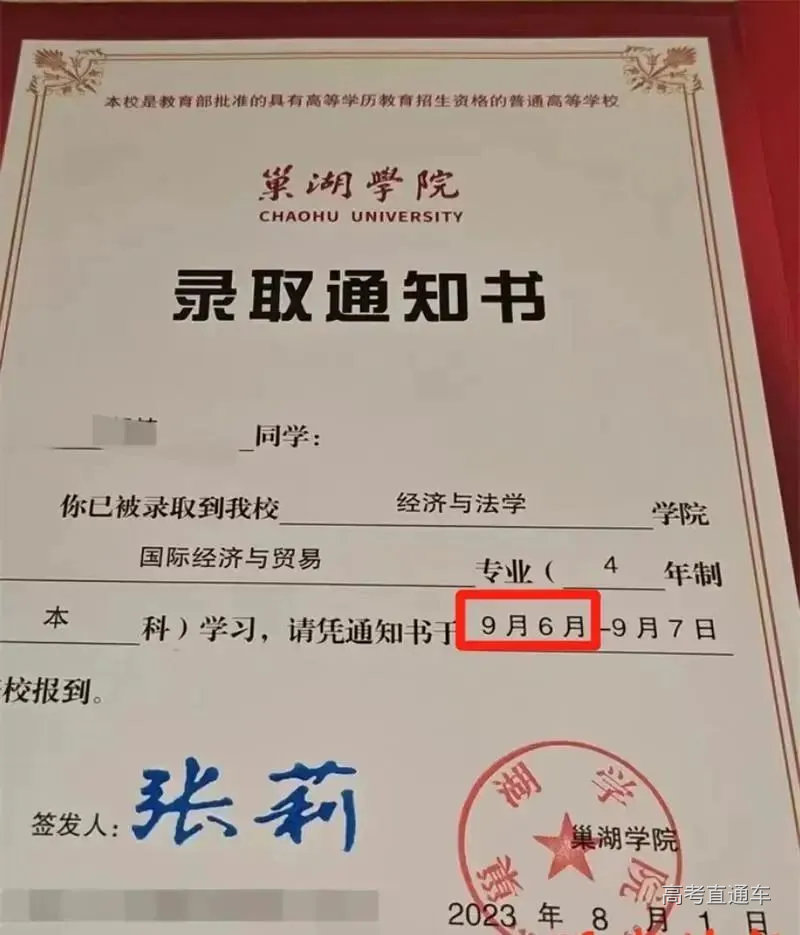 本校是教育部批准的具有高等学历教育招生资格的普通高等学校
巢湖學院
CHAOHU UNIVERSITY
录取通知书
同学：
你已被录取到我校 经济与法学 学院
国际经济与贸易 专业（ 4 年制
本 科）学习，请凭通知书于 9月6月-9月7日
校报到。
签发人：张莉
巢湖学院
巢湖学院
2023 年 8 月 1 日
高考直通车